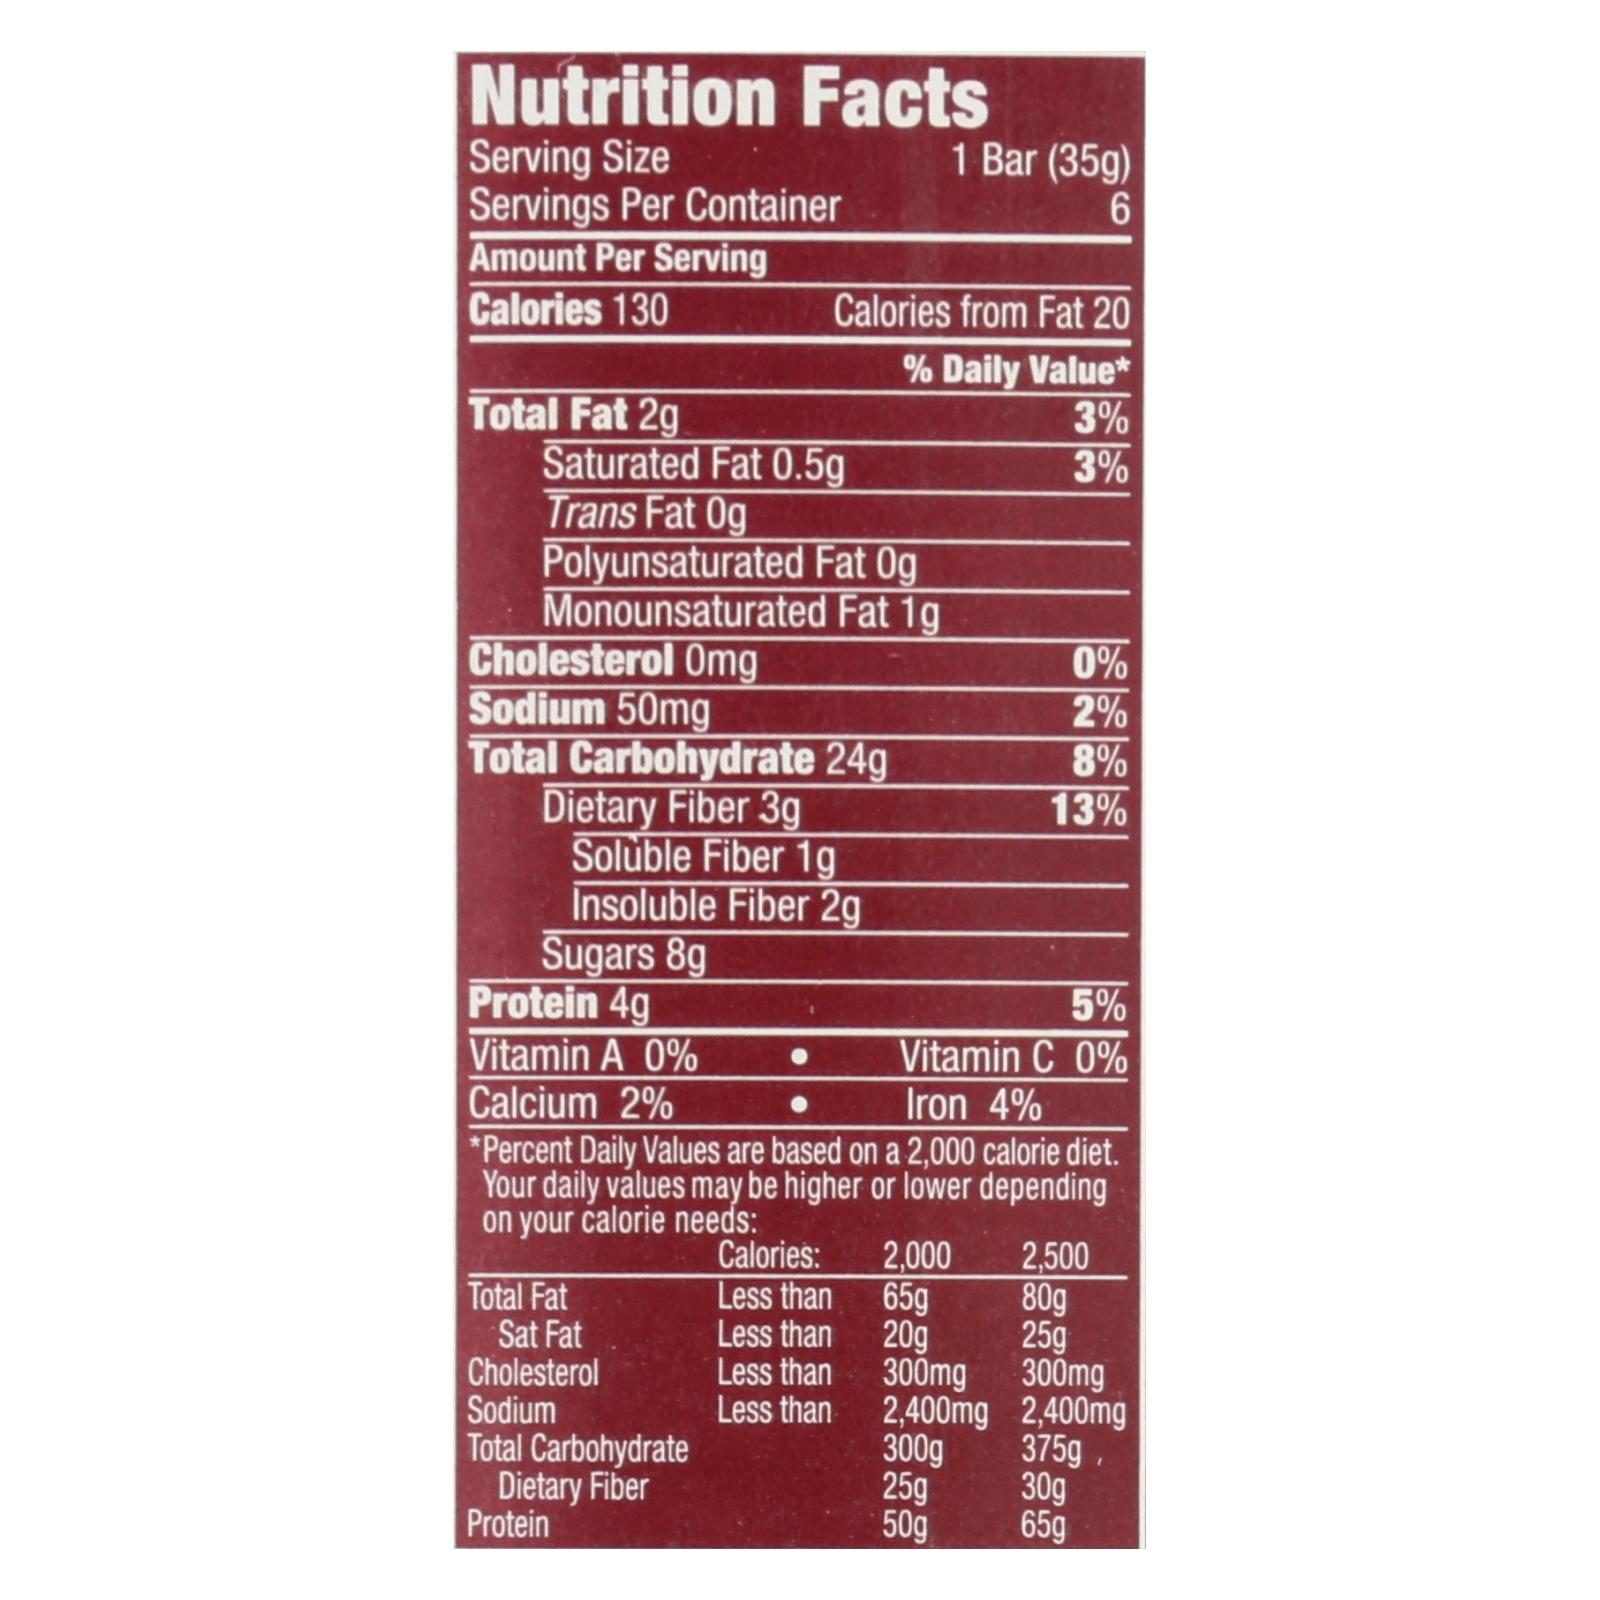 Nutrition Facts
Serving Size 1 Bar (35g)
Servings Per Container 6
Amount Per Serving
Calories 130 Calories from Fat 20
% Daily Value*
Total Fat 2g 3%
Saturated Fat 0.5g 3%
Trans Fat 0g
Polyunsaturated Fat 0g
Monounsaturated Fat 1g
Cholesterol 0mg 0%
Sodium 50mg 2%
Total Carbohydrate 24g 8%
Dietary Fiber 3g 13%
Soluble Fiber 1g
Insoluble Fiber 2g
Sugars 8g
Protein 4g 5%
Vitamin A 0% • Vitamin C 0%
Calcium 2% • Iron 4%
*Percent Daily Values are based on a 2,000 calorie diet.
Your daily values may be higher or lower depending
on your calorie needs:
Calories: 2,000 2,500
Total Fat Less than 65g 80g
Sat Fat Less than 20g 25g
Cholesterol Less than 300mg 300mg
Sodium Less than 2,400mg 2,400mg
Total Carbohydrate 300g 375g
Dietary Fiber 25g 30g
Protein 50g 65g